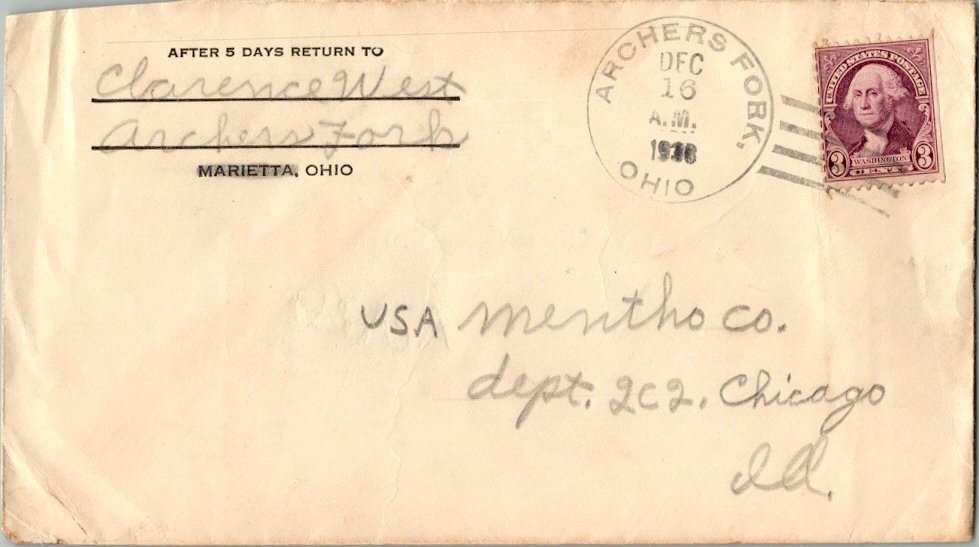 AFTER 5 DAYS RETURN TO
Clarence West
Archers Fork
MARIETTA, OHIO
ARCHERS FORK,
DEC
16
A.M.
OHIO
UNITED STATES POSTAGE
3 WASHINGTON 3
CENTS
USA mentho co.
dept. 2c2. Chicago